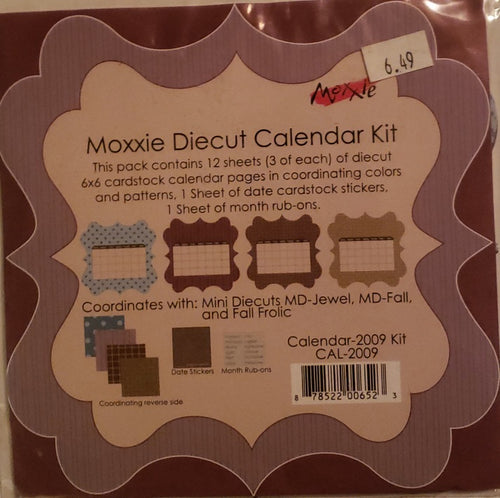 6.49
Moxxie
Moxxie Diecut Calendar Kit
This pack contains 12 sheets (3 of each) of diecut
6x6 cardstock calendar pages in coordinating colors
and patterns, 1 Sheet of date cardstock stickers,
1 Sheet of month rub-ons.
Coordinates with: Mini Diecuts MD-Jewel, MD-Fall,
and Fall Frolic
Date Stickers
Month Rub-ons
Coordinating reverse side
Calendar-2009 Kit
CAL-2009
8 78522 00652 3